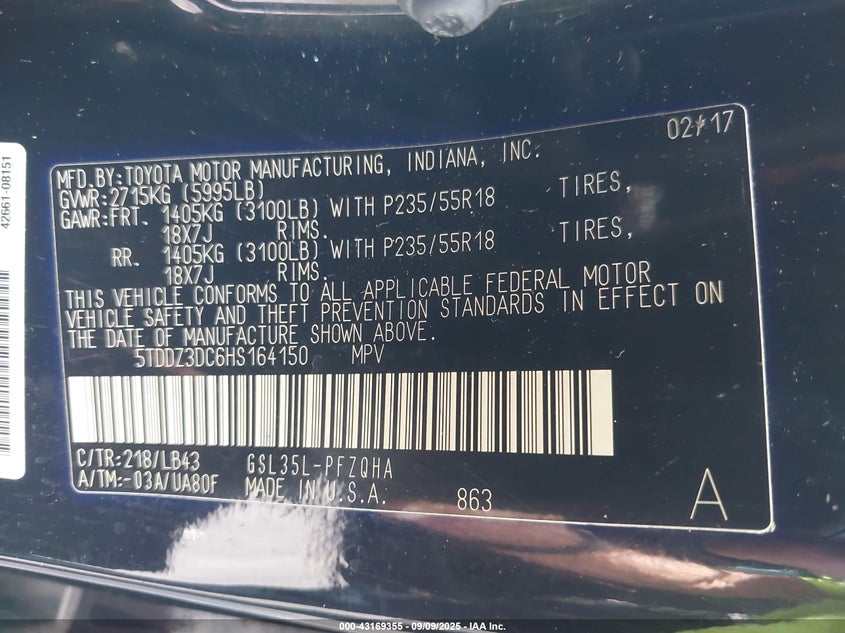 02/17
MFD.BY:TOYOTA MOTOR MANUFACTURING, INDIANA, INC.
GVWR:2715KG (5995LB)
GAWR:FRT. 1405KG (3100LB) WITH P235/55R18 TIRES,
18X7J RIMS.
RR. 1405KG (3100LB) WITH P235/55R18 TIRES,
18X7J RIMS.
THIS VEHICLE CONFORMS TO ALL APPLICABLE FEDERAL MOTOR
VEHICLE SAFETY AND THEFT PREVENTION STANDARDS IN EFFECT ON
THE DATE OF MANUFACTURE SHOWN ABOVE.
5TDDZ3DC6HS164150 MPV
C/TR:218/LB43 GSL35L-PFZQHA
A/TM:-03A/UA80F MADE IN U.S.A. 863 A
42661-08151
000-43169355 - 09/09/2025 - IAA Inc.